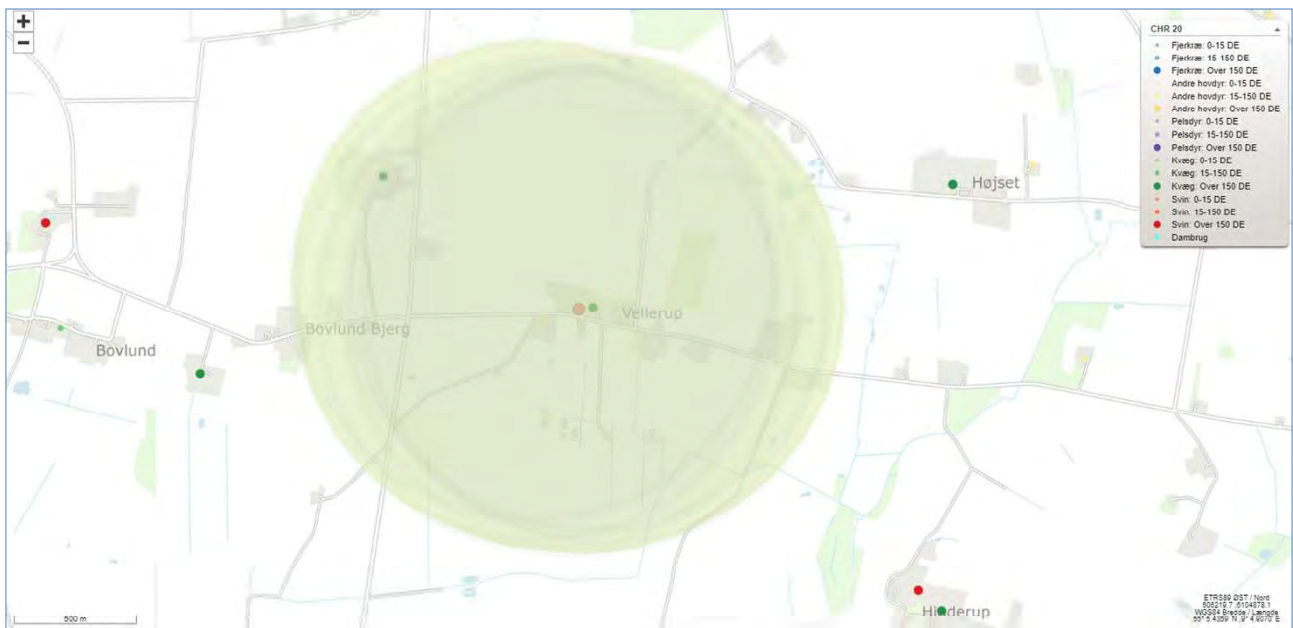 +
−
CHR 20
Fjerkræ: 0-15 DE
Fjerkræ: 15-150 DE
Fjerkræ: Over 150 DE
Andre hovdyr: 0-15 DE
Andre hovdyr: 15-150 DE
Andre hovdyr: Over 150 DE
Pelsdyr: 0-15 DE
Pelsdyr: 15-150 DE
Pelsdyr: Over 150 DE
Kvæg: 0-15 DE
Kvæg: 15-150 DE
Kvæg: Over 150 DE
Svin: 0-15 DE
Svin: 15-150 DE
Svin: Over 150 DE
Dambrug
Højset
Vellerup
Bovlund Bjerg
Bovlund
Hinderup
500 m
ETRS89 ØST / Nord
WGS84 Bredde / Længde